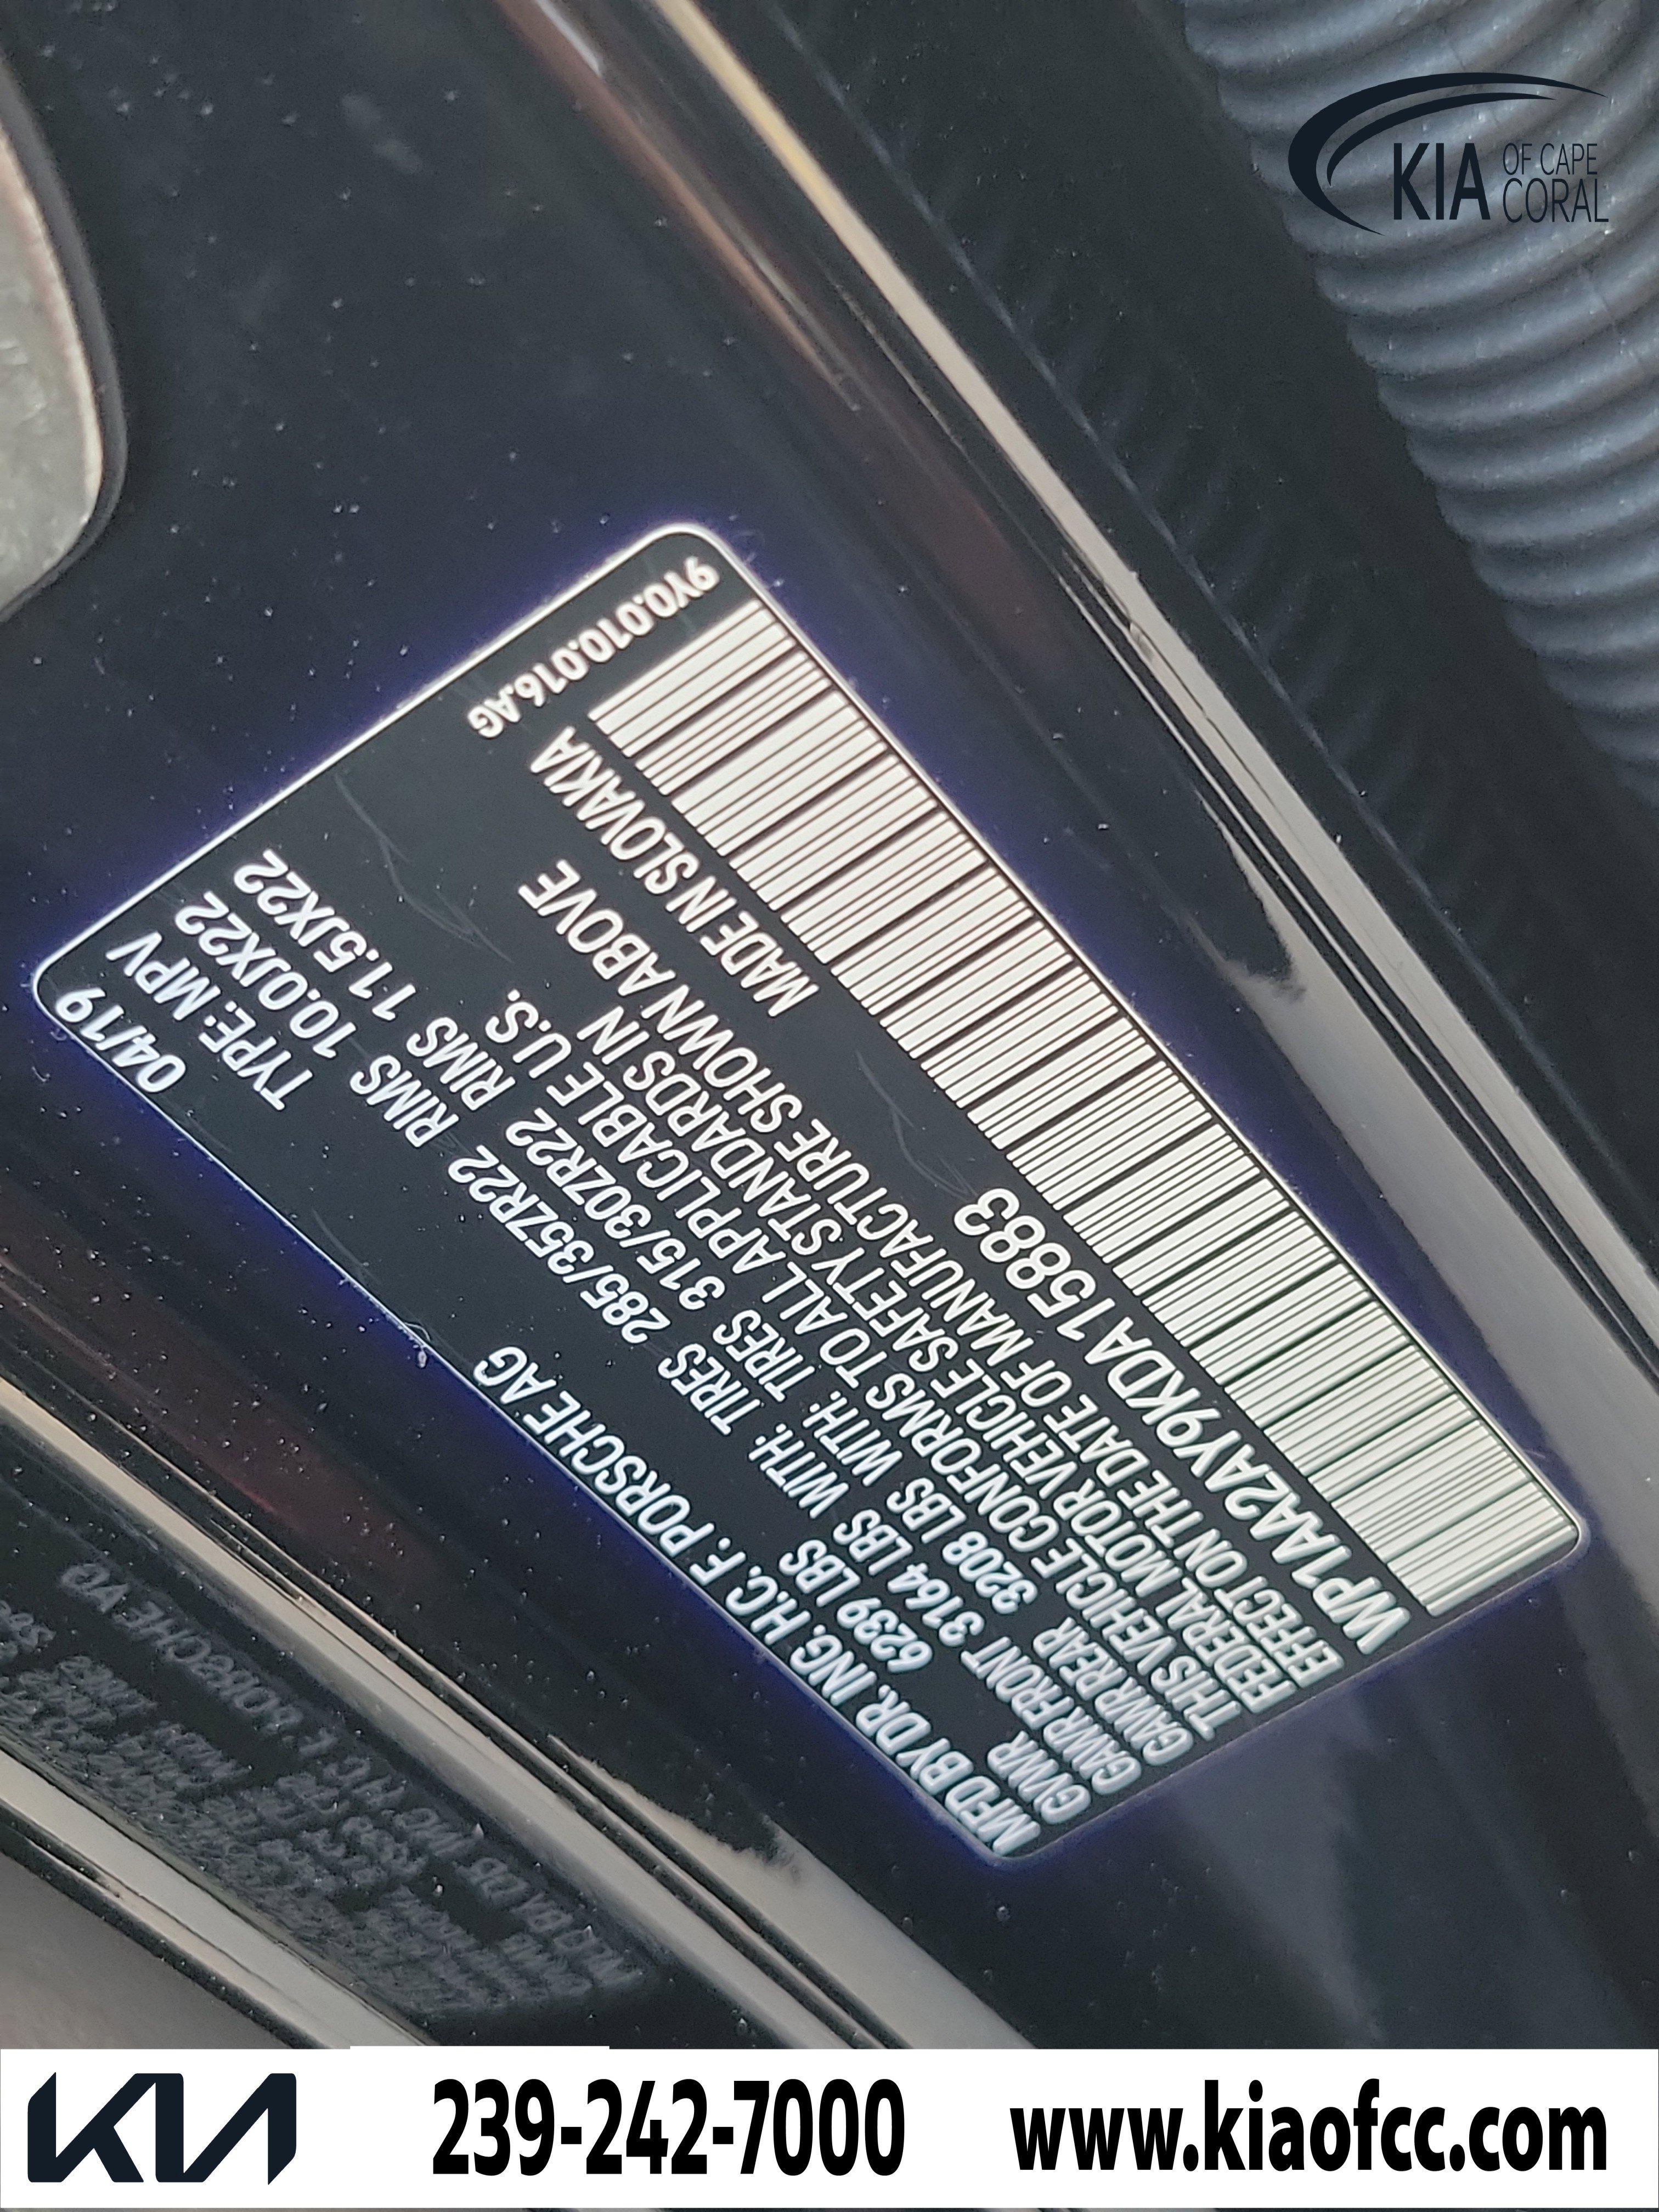 KIA OF CAPE
CORAL
MFD BY DR. ING. H.C. F. PORSCHE AG 04/19
GVWR 6239 LBS TYPE: MPV
GAWR FRONT 3164 LBS WITH: TIRES 285/35ZR22 RIMS 10.0JX22
GAWR REAR 3208 LBS WITH: TIRES 315/30ZR22 RIMS 11.5JX22
THIS VEHICLE CONFORMS TO ALL APPLICABLE U.S.
FEDERAL MOTOR VEHICLE SAFETY STANDARDS IN
EFFECT ON THE DATE OF MANUFACTURE SHOWN ABOVE
WP1AA2AY9KDA15883 MADE IN SLOVAKIA
9Y0.010.016.AG
KIA 239-242-7000 www.kiaofcc.com